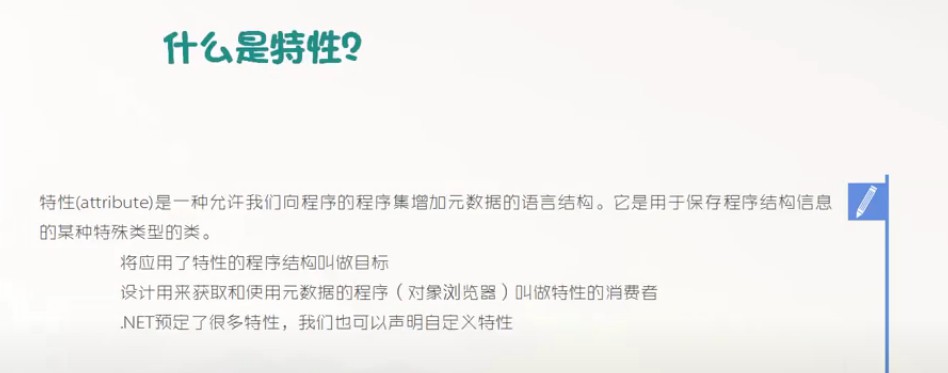 什么是特性?
特性(attribute)是一种允许我们向程序的程序集增加元数据的语言结构。它是用于保存程序结构信息
的某种特殊类型的类。
将应用了特性的程序结构叫做目标
设计用来获取和使用元数据的程序（对象浏览器）叫做特性的消费者
.NET预定了很多特性，我们也可以声明自定义特性